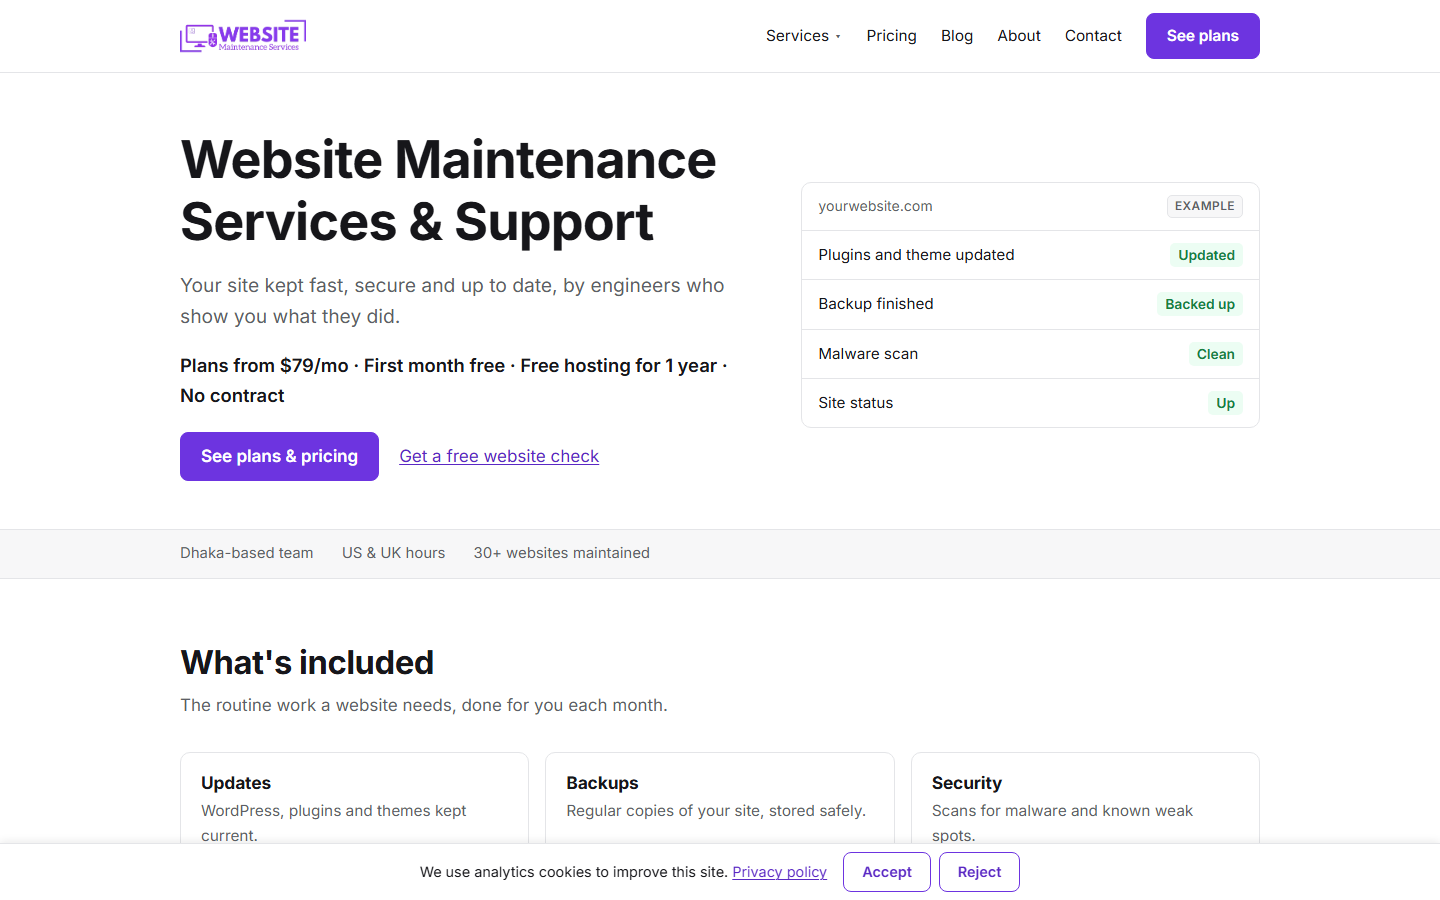 WEBSITE
Maintenance Services
Services
Pricing
Blog
About
Contact
See plans
Website Maintenance
Services & Support
Your site kept fast, secure and up to date, by engineers who
show you what they did.
Plans from $79/mo · First month free · Free hosting for 1 year ·
No contract
See plans & pricing
Get a free website check
yourwebsite.com
EXAMPLE
Plugins and theme updated
Updated
Backup finished
Backed up
Malware scan
Clean
Site status
Up
Dhaka-based team
US & UK hours
30+ websites maintained
What's included
The routine work a website needs, done for you each month.
Updates
WordPress, plugins and themes kept
current.
Backups
Regular copies of your site, stored safely.
Security
Scans for malware and known weak
spots.
We use analytics cookies to improve this site. Privacy policy
Accept
Reject